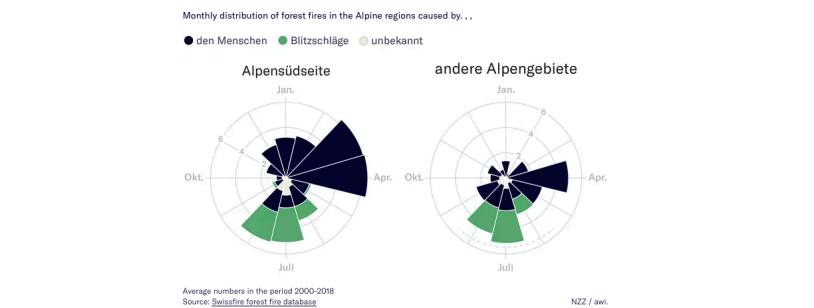 Monthly distribution of forest fires in the Alpine regions caused by. , ,
den Menschen Blitzschläge unbekannt
Alpensüdseite
andere Alpengebiete
Jan.
Jan.
6
4
2
6
4
2
Okt.
Apr.
Okt.
Apr.
Juli
Juli
Average numbers in the period 2000-2018
Source: Swissfire forest fire database
NZZ / awi.